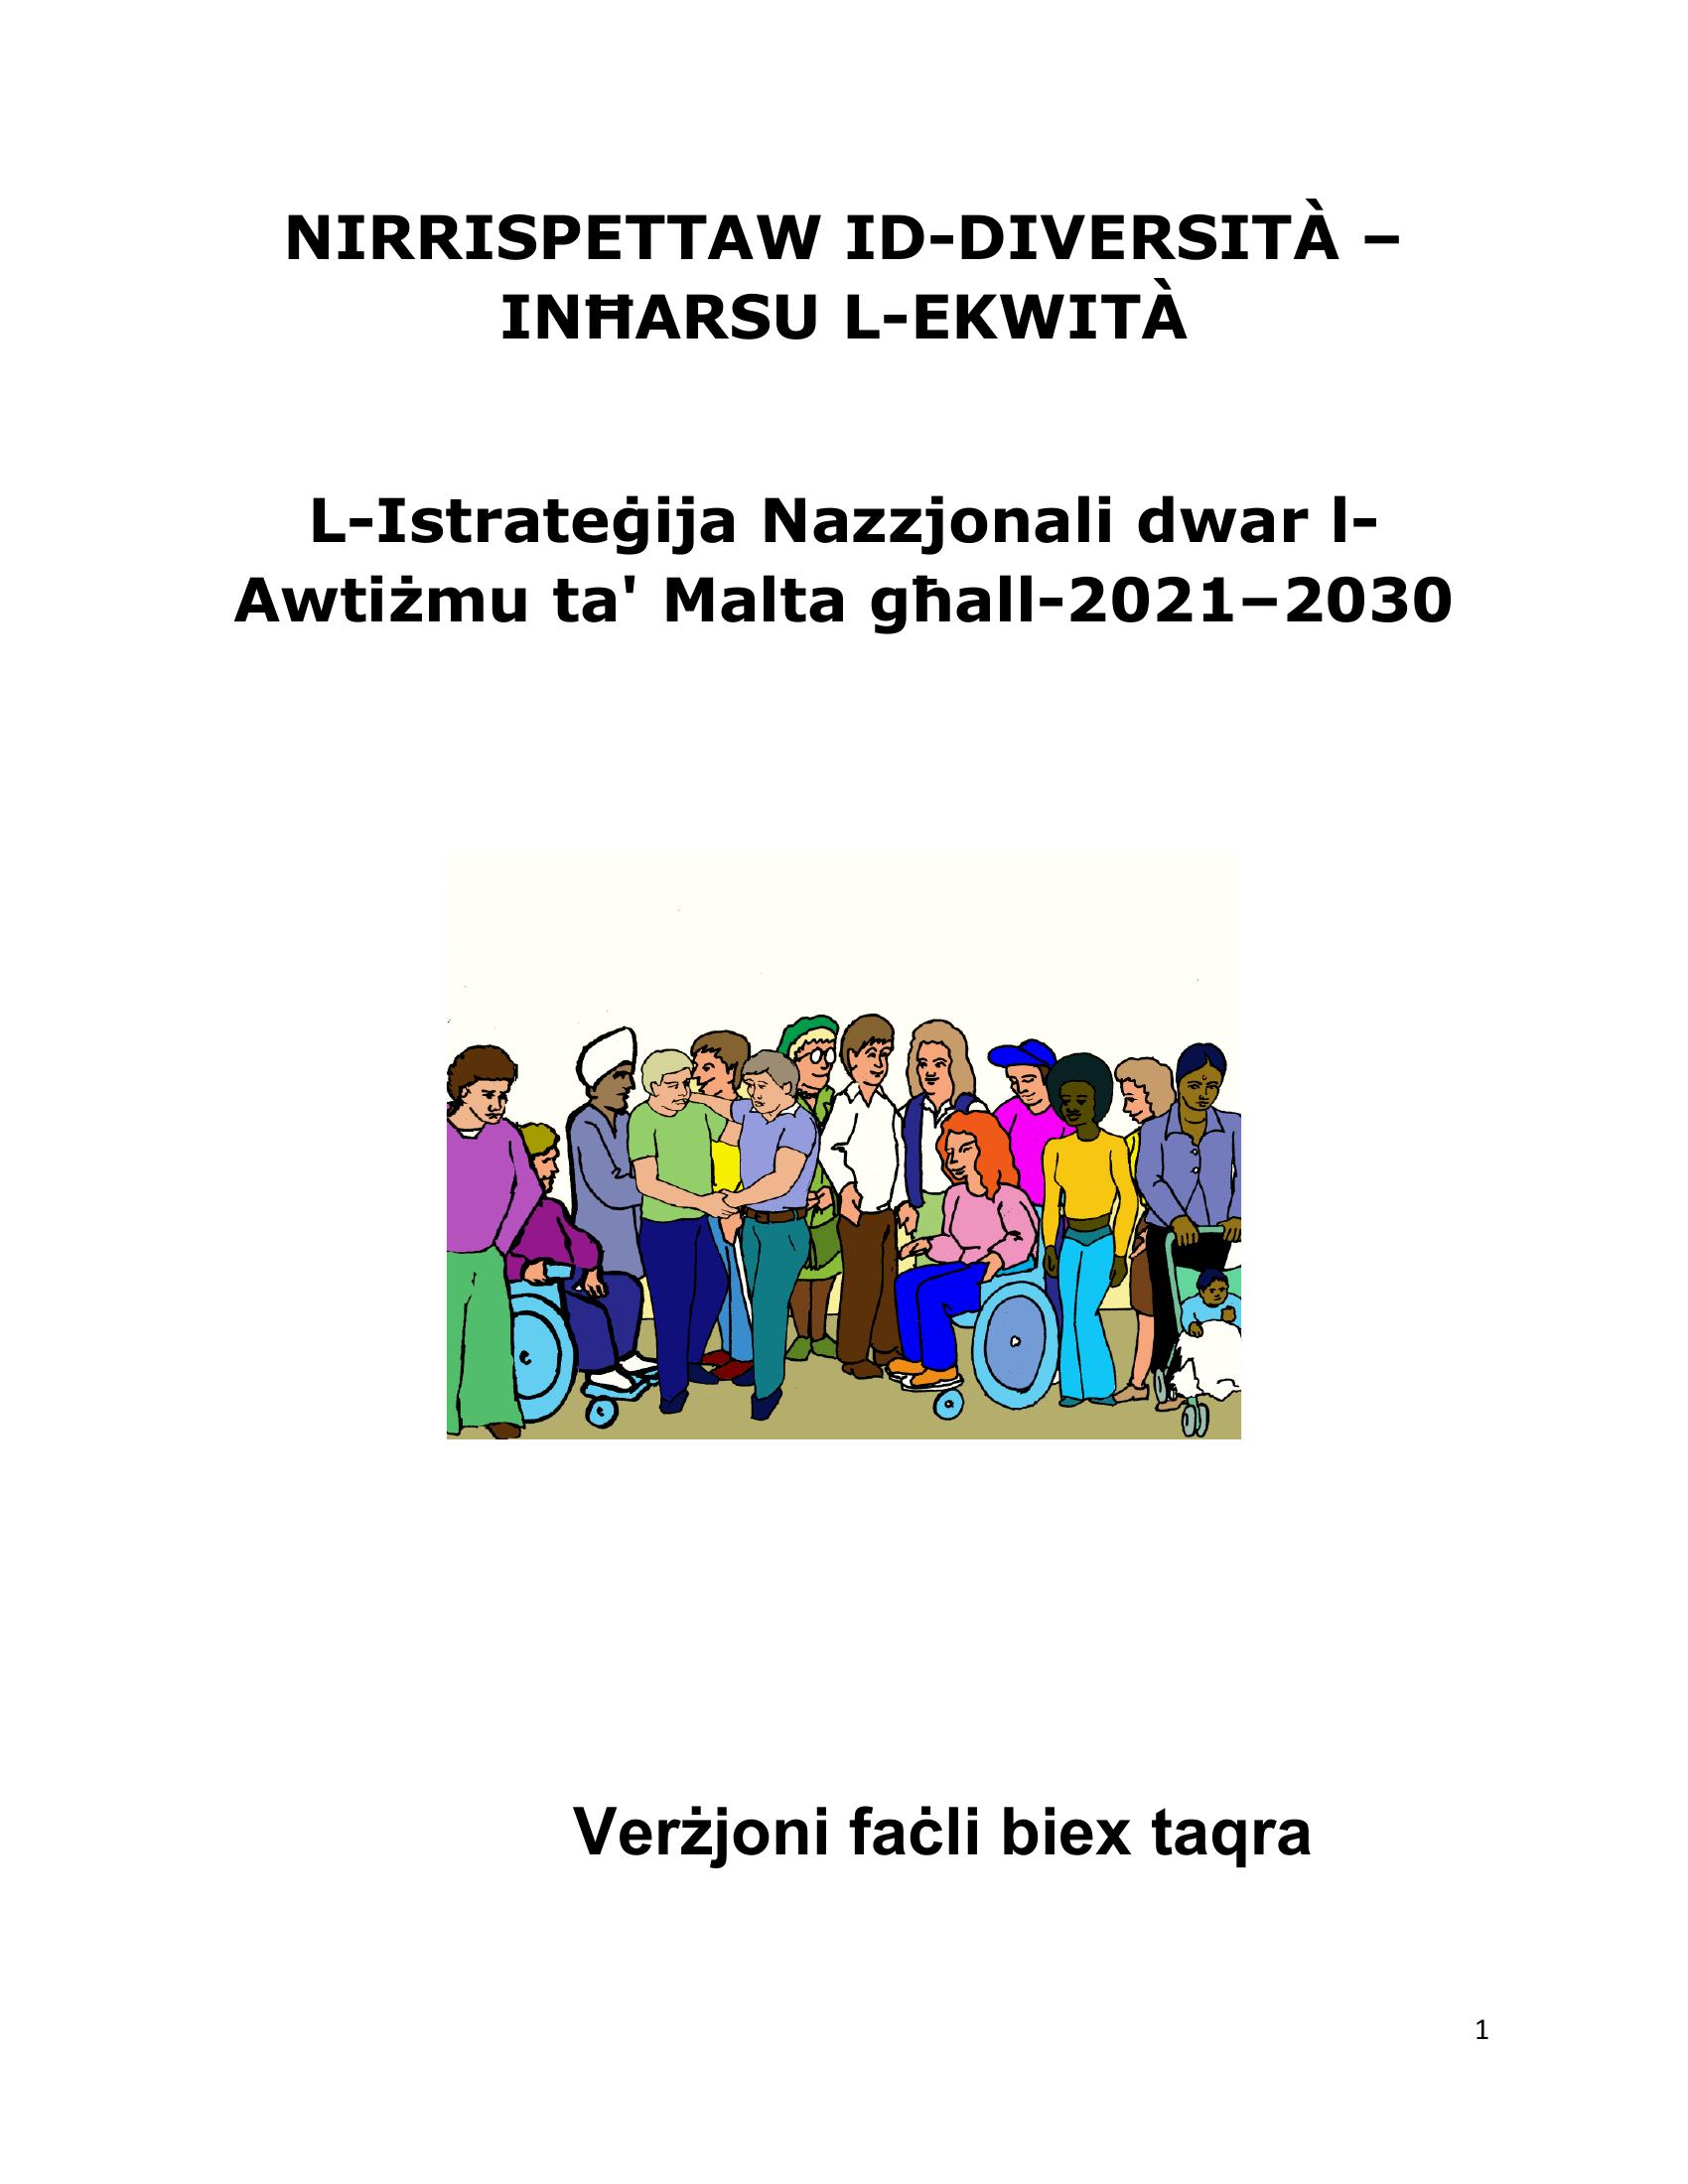 NIRRISPETTAW ID-DIVERSITÀ –
INĦARSU L-EKWITÀ
L-Istrateġija Nazzjonali dwar l-
Awtiżmu ta' Malta għall-2021–2030
Verżjoni faċli biex taqra
1